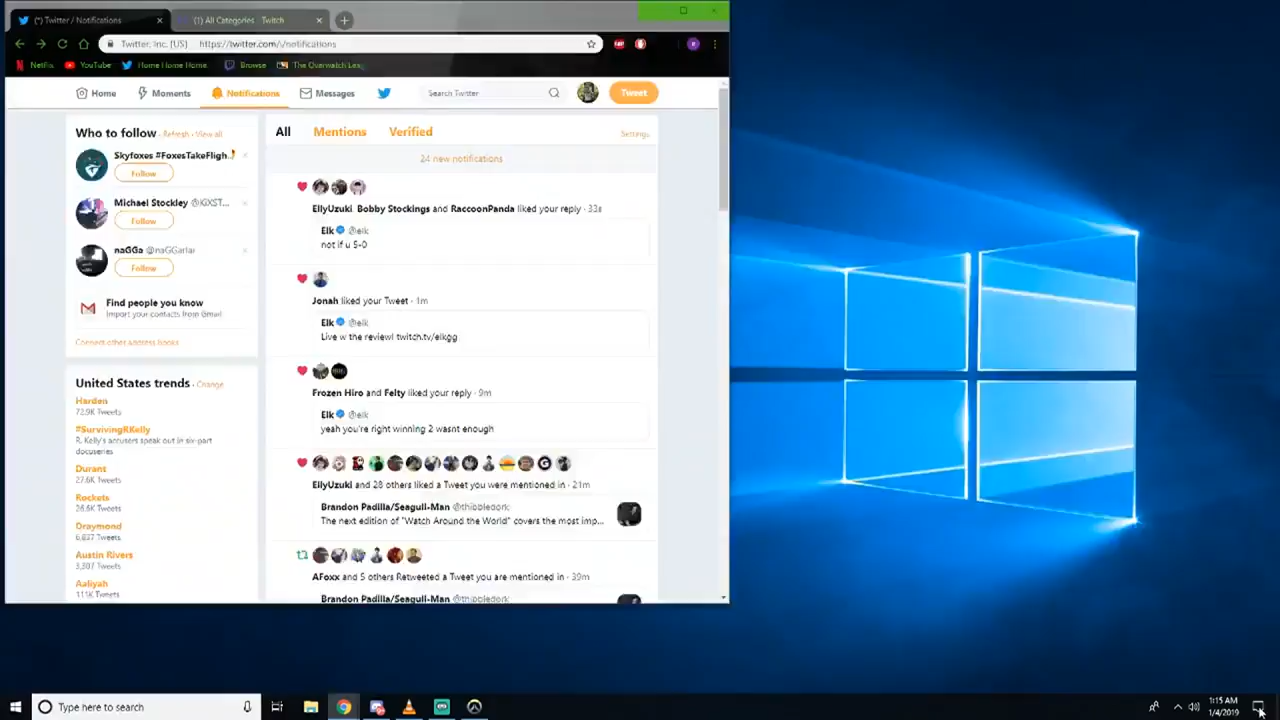 (*) Twitter / Notifications
(1) All Categories - Twitch
Twitter, Inc. [US]
https://twitter.com/i/notifications
Netflix
YouTube
Home Home Home
Browse
The Overwatch Leag
Home
Moments
Notifications
Messages
Search Twitter
Tweet
Who to follow · Refresh · View all
Skyfoxes #FoxesTakeFligh
Follow
Michael Stockley @KiXST...
Follow
naGGa @naGGarlar
Follow
Find people you know
Import your contacts from Gmail
Connect other address books
United States trends · Change
Harden
72.9K Tweets
#SurvivingRKelly
R. Kelly's accusers speak out in six-part
docuseries
Durant
27.6K Tweets
Rockets
26.6K Tweets
Draymond
6,827 Tweets
Austin Rivers
Tweets
Aaliyah
111K Tweets
All
Mentions
Verified
Settings
24 new notifications
EllyUzuki, Bobby Stockings and RaccoonPanda liked your reply · 33s
Elk @elk
not if u 5-0
Jonah liked your Tweet · 1m
Elk @elk
Live w the review! twitch.tv/elkgg
Frozen Hiro and Felty liked your reply · 9m
Elk @elk
yeah you're right winning 2 wasnt enough
EllyUzuki and 28 others liked a Tweet you were mentioned in · 21m
Brandon Padilla/Seagull-Man @thibbledork
The next edition of "Watch Around the World" covers the most imp...
AFoxx and 5 others Retweeted a Tweet you are mentioned in · 39m
Brandon Padilla/Seagull-Man @thibbledork
Type here to search
1:15 AM
1/4/2019